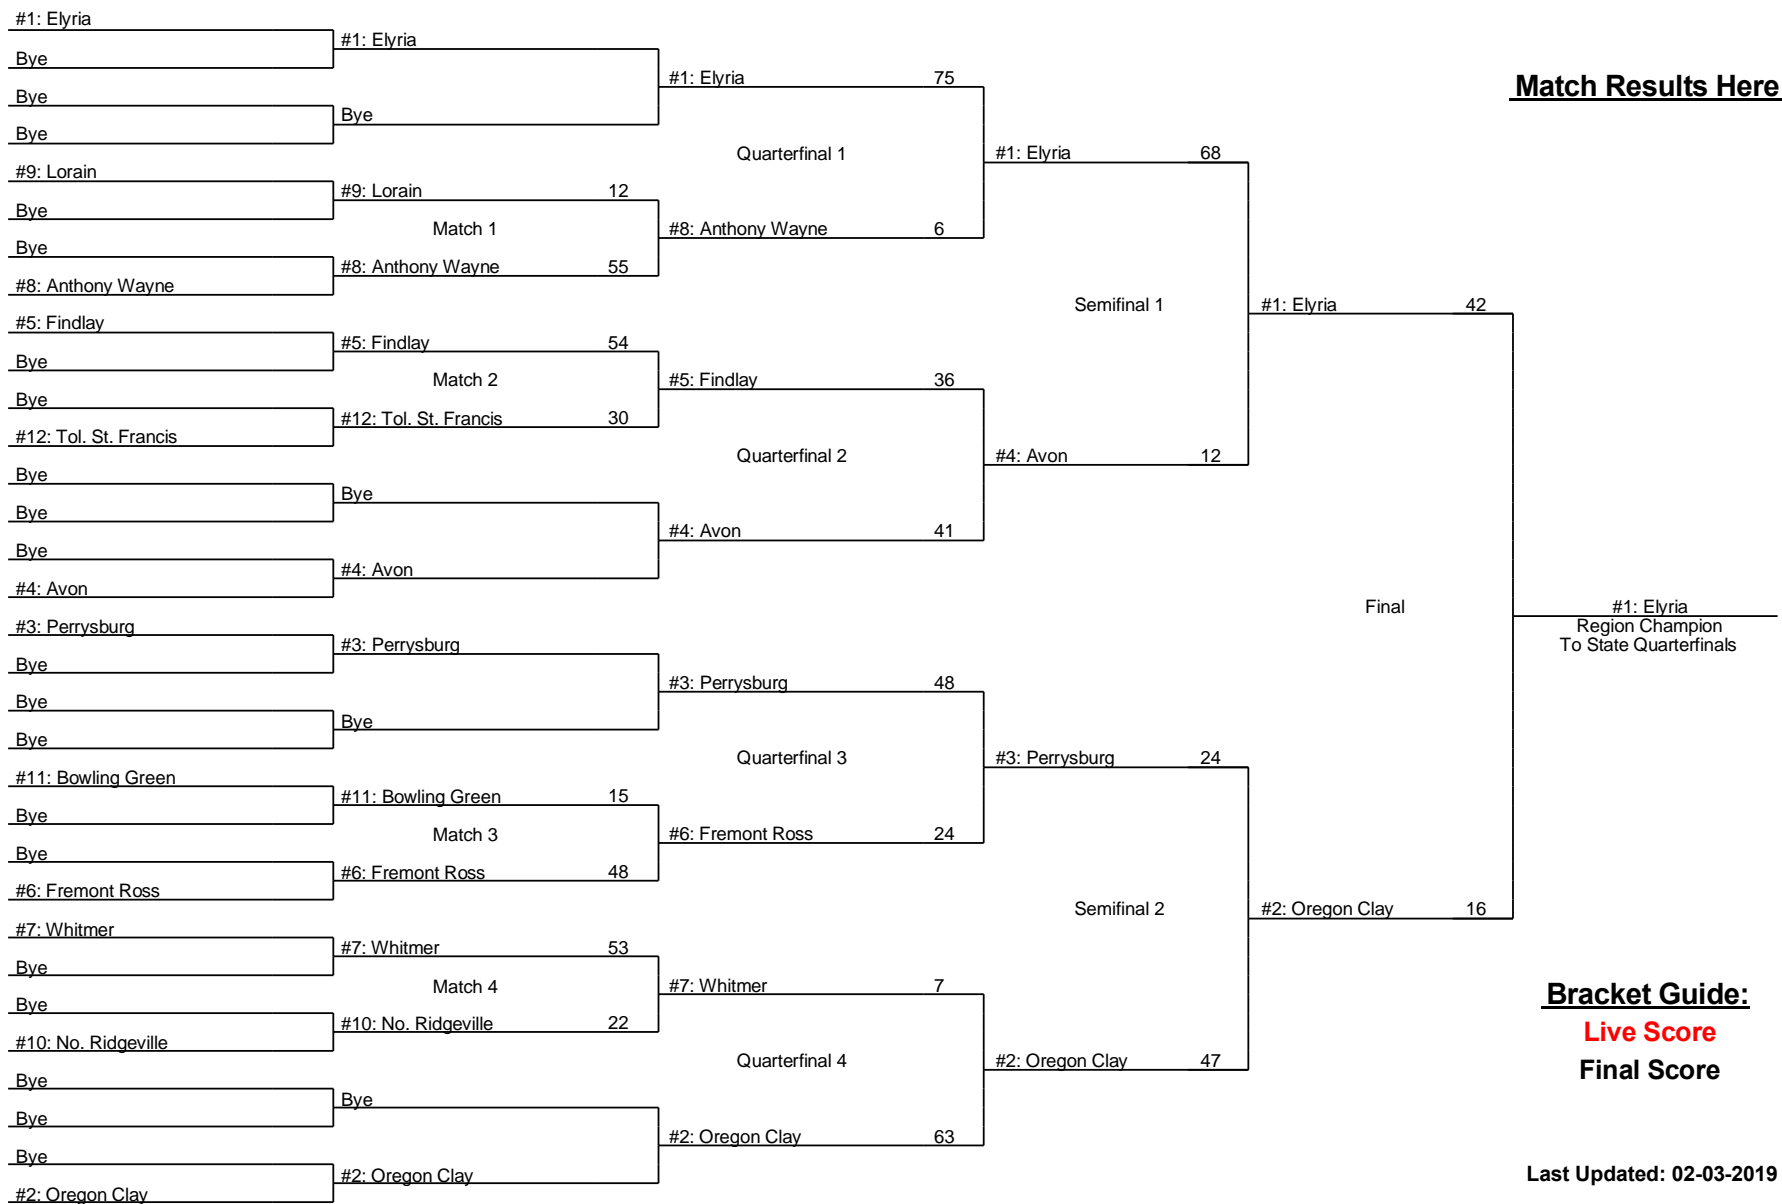 #1: Elyria
Bye
Bye
Bye
#9: Lorain
Bye
Bye
#8: Anthony Wayne
#5: Findlay
Bye
Bye
#12: Tol. St. Francis
Bye
Bye
Bye
#4: Avon
#3: Perrysburg
Bye
Bye
Bye
#11: Bowling Green
Bye
Bye
#6: Fremont Ross
#7: Whitmer
Bye
Bye
#10: No. Ridgeville
Bye
Bye
Bye
#2: Oregon Clay
#1: Elyria
Bye
#9: Lorain 12
Match 1
#8: Anthony Wayne 55
#5: Findlay 54
Match 2
#12: Tol. St. Francis 30
Bye
#4: Avon
#3: Perrysburg
Bye
#11: Bowling Green 15
Match 3
#6: Fremont Ross 48
#7: Whitmer 53
Match 4
#10: No. Ridgeville 22
Bye
#2: Oregon Clay
#1: Elyria 75
Quarterfinal 1
#8: Anthony Wayne 6
#5: Findlay 36
Quarterfinal 2
#4: Avon 41
#3: Perrysburg 48
Quarterfinal 3
#6: Fremont Ross 24
#7: Whitmer 7
Quarterfinal 4
#2: Oregon Clay 63
#1: Elyria 68
Semifinal 1
#4: Avon 12
#3: Perrysburg 24
Semifinal 2
#2: Oregon Clay 47
#1: Elyria 42
Final
#2: Oregon Clay 16
Match Results Here
#1: Elyria
Region Champion
To State Quarterfinals
Bracket Guide:
Live Score
Final Score
Last Updated: 02-03-2019